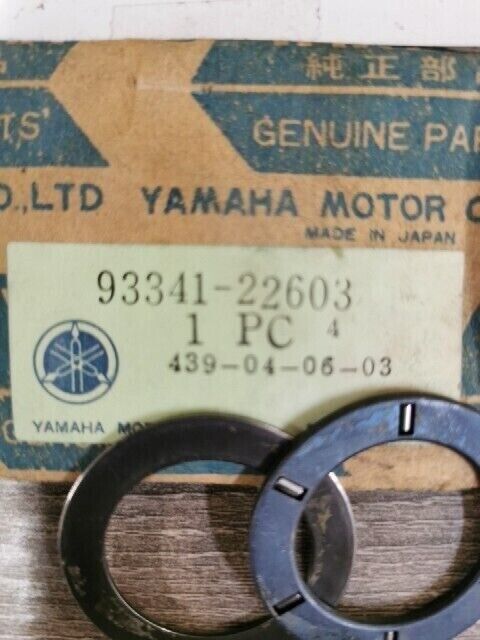 純正部品
TS' GENUINE PAR
O.,LTD YAMAHA MOTOR C
MADE IN JAPAN
93341-22603
1 PC 4
439-04-06-03
YAMAHA MO